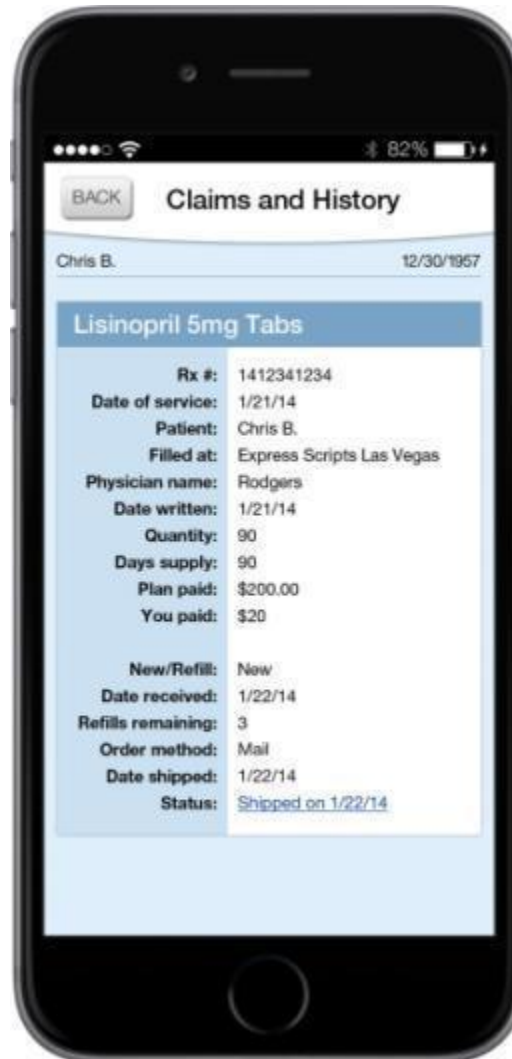 82%
BACK
Claims and History
Chris B. 12/30/1957
Lisinopril 5mg Tabs
Rx #: 1412341234
Date of service: 1/21/14
Patient: Chris B.
Filled at: Express Scripts Las Vegas
Physician name: Rodgers
Date written: 1/21/14
Quantity: 90
Days supply: 90
Plan paid: $200.00
You paid: $20
New/Refill: New
Date received: 1/22/14
Refills remaining: 3
Order method: Mail
Date shipped: 1/22/14
Status: Shipped on 1/22/14